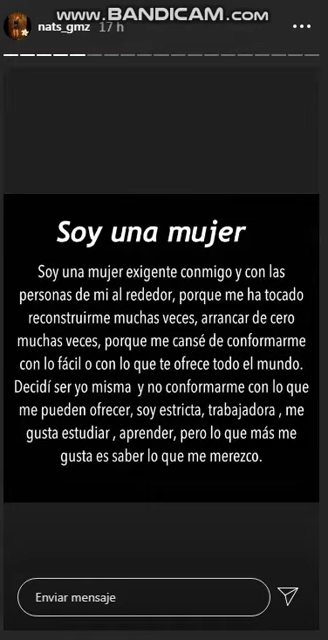 www.BANDICAM.com
nats_gmz 17 h
Soy una mujer
Soy una mujer exigente conmigo y con las
personas de mi al rededor, porque me ha tocado
reconstruirme muchas veces, arrancar de cero
muchas veces, porque me cansé de conformarme
con lo fácil o con lo que te ofrece todo el mundo.
Decidí ser yo misma y no conformarme con lo que
me pueden ofrecer, soy estricta, trabajadora , me
gusta estudiar , aprender, pero lo que más me
gusta es saber lo que me merezco.
Enviar mensaje